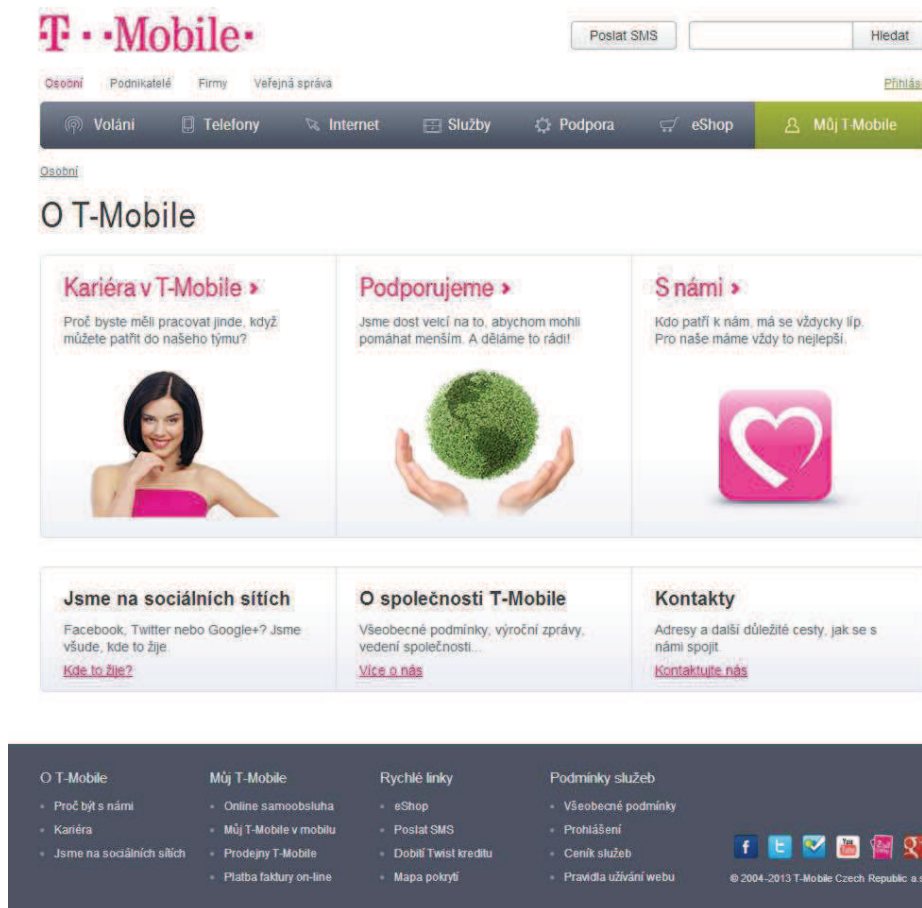 T··Mobile·
Poslat SMS
Hledat
Osobní Podnikatelé Firmy Veřejná správa
Přihlás
Volání Telefony Internet Služby Podpora eShop Můj T-Mobile
Osobní
O T-Mobile
Kariéra v T-Mobile
Proč byste měli pracovat jinde, když
můžete patřit do našeho týmu?
Podporujeme
Jsme dost velcí na to, abychom mohli
pomáhat menším. A děláme to rádi!
S námi
Kdo patří k nám, má se vždycky líp.
Pro naše máme vždy to nejlepší.
Jsme na sociálních sítích
Facebook, Twitter nebo Google+? Jsme
všude, kde to žije.
Kde to žije?
O společnosti T-Mobile
Všeobecné podmínky, výroční zprávy,
vedení společnosti...
Více o nás
Kontakty
Adresy a další důležité cesty, jak se s
námi spojit.
Kontaktujte nás
O T-Mobile
Proč být s námi
Kariéra
Jsme na sociálních sítích
Můj T-Mobile
Online samoobsluha
Můj T-Mobile v mobilu
Prodejny T-Mobile
Platba faktury on-line
Rychlé linky
eShop
Poslat SMS
Dobití Twist kreditu
Mapa pokrytí
Podmínky služeb
Všeobecné podmínky
Prohlášení
Ceník služeb
Pravidla užívání webu
© 2004-2013 T-Mobile Czech Republic a.s